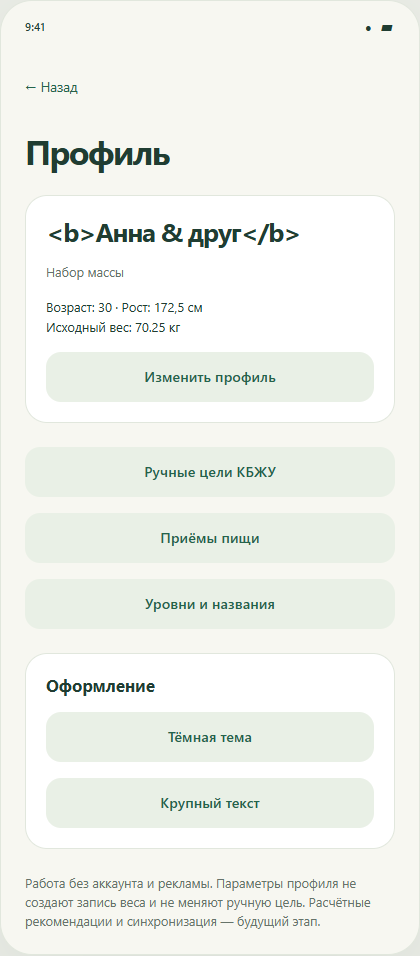 9:41
← Назад
Профиль
<b>Анна & друг</b>
Набор массы
Возраст: 30 · Рост: 172,5 см
Исходный вес: 70.25 кг
Изменить профиль
Ручные цели КБЖУ
Приёмы пищи
Уровни и названия
Оформление
Тёмная тема
Крупный текст
Работа без аккаунта и рекламы. Параметры профиля не
создают запись веса и не меняют ручную цель. Расчётные
рекомендации и синхронизация — будущий этап.